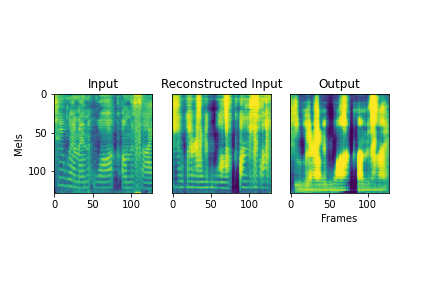 Input
Reconstructed Input
Output
0
50
100
Mels
0 50 100
0 50 100
0 50 100
Frames